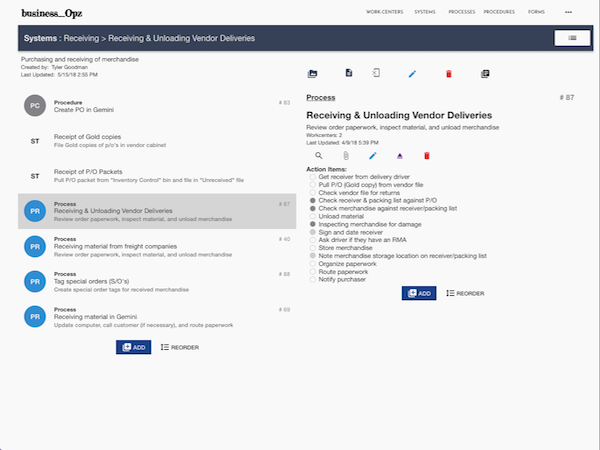 business_Opz
WORK CENTERS SYSTEMS PROCESSES PROCEDURES FORMS
Systems : Receiving > Receiving & Unloading Vendor Deliveries
Purchasing and receiving of merchandise
Created by: Tyler Goodman
Last Updated: 5/15/18 2:55 PM
PC
Procedure
# 83
Create PO in Gemini
ST
Receipt of Gold copies
File Gold copies of p/o's in vendor cabinet
ST
Receipt of P/O Packets
Pull P/O packet from "Inventory Control" bin and file in "Unreceived" file
PR
Process
# 87
Receiving & Unloading Vendor Deliveries
Review order paperwork, inspect material, and unload merchandise
PR
Process
# 40
Receiving material from freight companies
Review order paperwork, inspect material, and unload merchandise
PR
Process
# 88
Tag special orders (S/O's)
Create special order tags for received merchandise
PR
Process
# 69
Receiving material in Gemini
Update computer, call customer (if necessary), and route paperwork
ADD
REORDER
Process
# 87
Receiving & Unloading Vendor Deliveries
Review order paperwork, inspect material, and unload merchandise
Workcenters: 2
Last Updated: 4/9/18 5:39 PM
Action Items:
Get receiver from delivery driver
Pull P/O (Gold copy) from vendor file
Check vendor file for returns
Check receiver & packing list against P/O
Check merchandise against receiver/packing list
Unload material
Inspecting merchandise for damage
Sign and date receiver
Ask driver if they have an RMA
Store merchandise
Note merchandise storage location on receiver/packing list
Organize paperwork
Route paperwork
Notify purchaser
ADD
REORDER